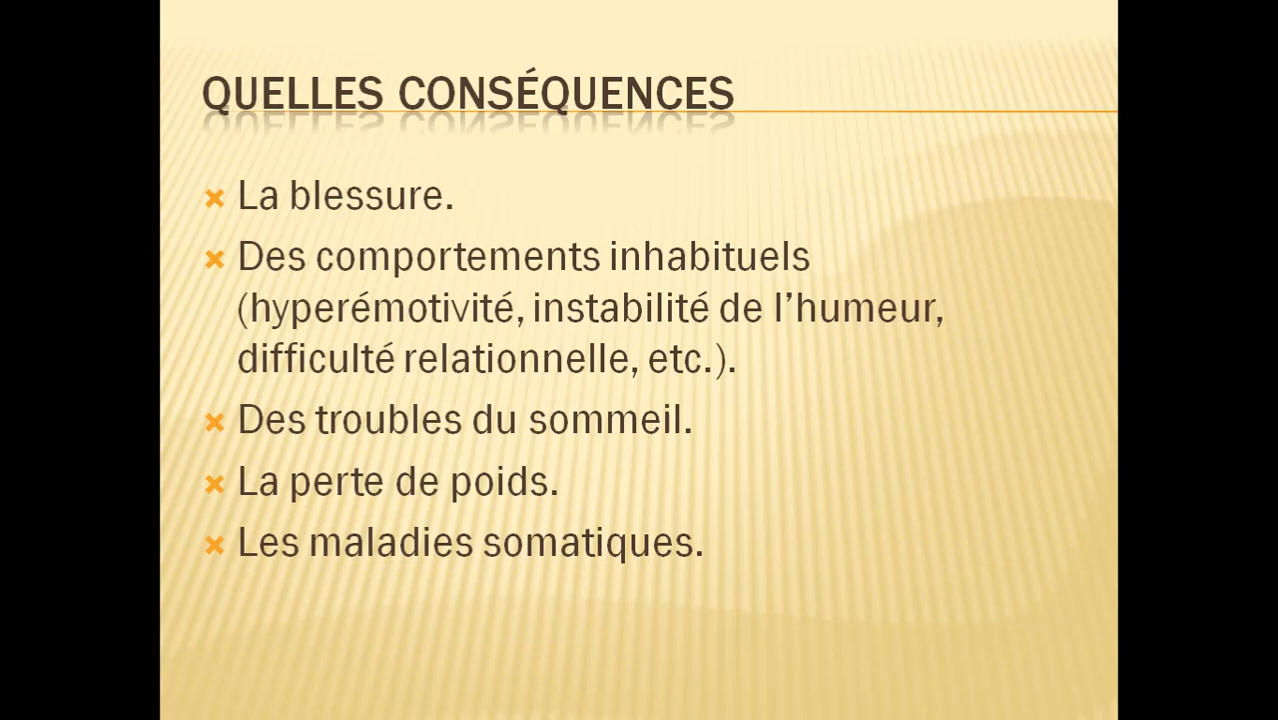 QUELLES CONSÉQUENCES
La blessure.
Des comportements inhabituels
(hyperémotivité, instabilité de l’humeur,
difficulté relationnelle, etc.).
Des troubles du sommeil.
La perte de poids.
Les maladies somatiques.